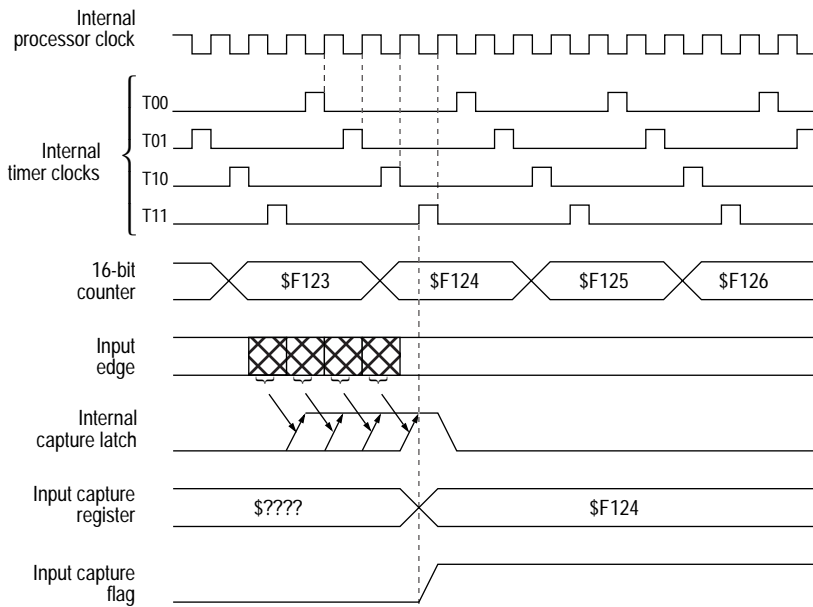 Internal
processor clock
T00
T01
Internal
timer clocks
T10
T11
16-bit
counter
$F123
$F124
$F125
$F126
Input
edge
Internal
capture latch
Input capture
register
$????
$F124
Input capture
flag